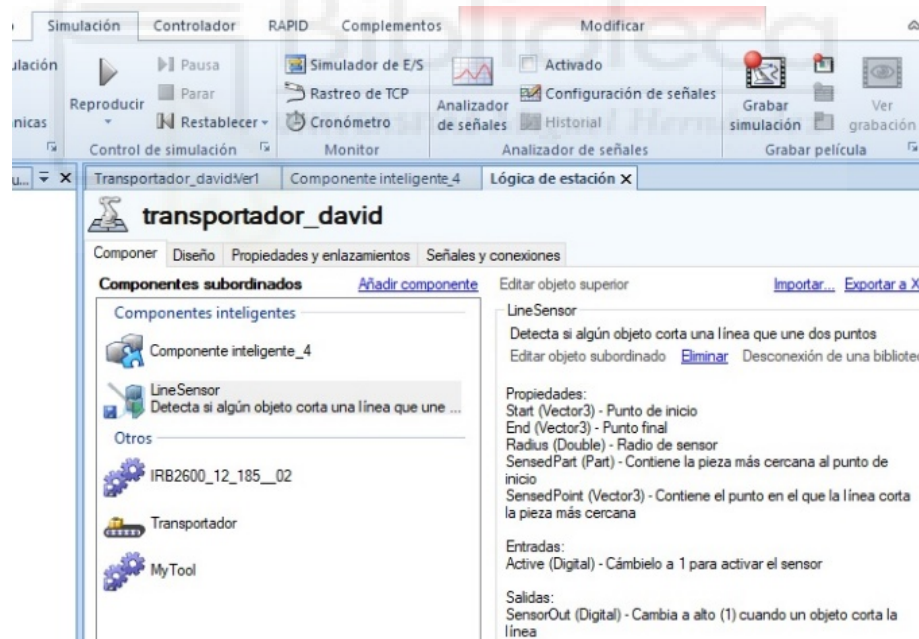 Biblioteca
Simulación Controlador RAPID Complementos Modificar
ulación
nicas
Reproducir
Pausa
Parar
Restablecer
Control de simulación
Simulador de E/S
Rastreo de TCP
Cronómetro
Monitor
Analizador de señales
Activado
Configuración de señales
Historial
Analizador de señales
Grabar simulación
Ver grabación
Grabar película
u...
Transportador_david:Ver1 Componente inteligente_4 Lógica de estación
transportador_david
Componer Diseño Propiedades y enlazamientos Señales y conexiones
Componentes subordinados Añadir componente
Componentes inteligentes
Componente inteligente_4
LineSensor
Detecta si algún objeto corta una línea que une ...
Otros
IRB2600_12_185__02
Transportador
MyTool
Editar objeto superior Importar... Exportar a X
LineSensor
Detecta si algún objeto corta una línea que une dos puntos
Editar objeto subordinado Eliminar Desconexión de una bibliotec
Propiedades:
Start (Vector3) - Punto de inicio
End (Vector3) - Punto final
Radius (Double) - Radio de sensor
SensedPart (Part) - Contiene la pieza más cercana al punto de
inicio
SensedPoint (Vector3) - Contiene el punto en el que la línea corta
la pieza más cercana
Entradas:
Active (Digital) - Cámbielo a 1 para activar el sensor
Salidas:
SensorOut (Digital) - Cambia a alto (1) cuando un objeto corta la
línea